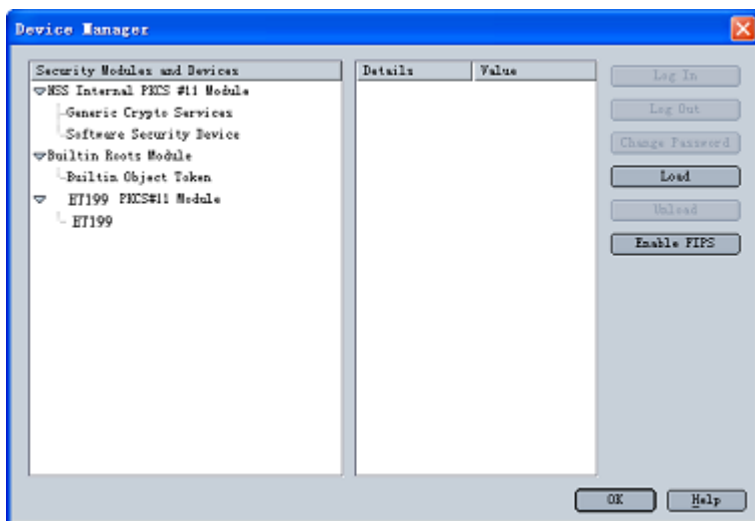 Device Manager
Security Modules and Devices
Details Value
NSS Internal PKCS #11 Module
Generic Crypto Services
Software Security Device
Builtin Roots Module
Builtin Object Token
ET199 PKCS#11 Module
ET199
Log In
Log Out
Change Password
Load
Unload
Enable FIPS
OK Help